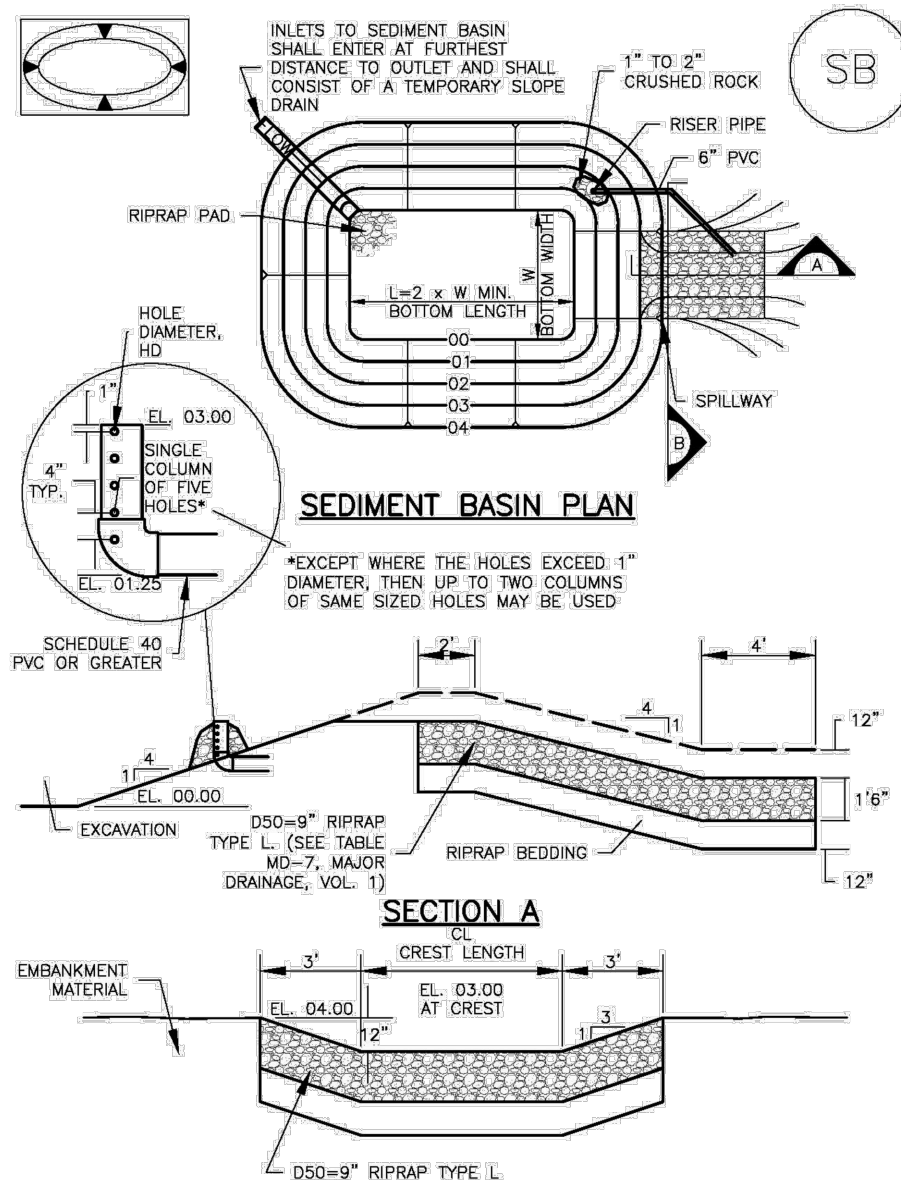 INLETS TO SEDIMENT BASIN
SHALL ENTER AT FURTHEST
DISTANCE TO OUTLET AND SHALL
CONSIST OF A TEMPORARY SLOPE
DRAIN
1" TO 2"
CRUSHED ROCK
SB
RISER PIPE
6" PVC
FLOW
RIPRAP PAD
A
W
BOTTOM WIDTH
L=2 x W MIN.
BOTTOM LENGTH
00
01
02
03
04
SPILLWAY
B
HOLE
DIAMETER,
HD
1"
EL. 03.00
4"
TYP.
SINGLE
COLUMN
OF FIVE
HOLES*
EL. 01.25
SEDIMENT BASIN PLAN
*EXCEPT WHERE THE HOLES EXCEED 1"
DIAMETER, THEN UP TO TWO COLUMNS
OF SAME SIZED HOLES MAY BE USED
SCHEDULE 40
PVC OR GREATER
2'
4'
4
1
12"
4
1
EL. 00.00
EXCAVATION
1'6"
D50=9" RIPRAP
TYPE L. (SEE TABLE
MD-7, MAJOR
DRAINAGE, VOL. 1)
RIPRAP BEDDING
12"
SECTION A
CL
CREST LENGTH
3'
3'
EMBANKMENT
MATERIAL
EL. 04.00
EL. 03.00
AT CREST
12"
3
1
D50=9" RIPRAP TYPE L